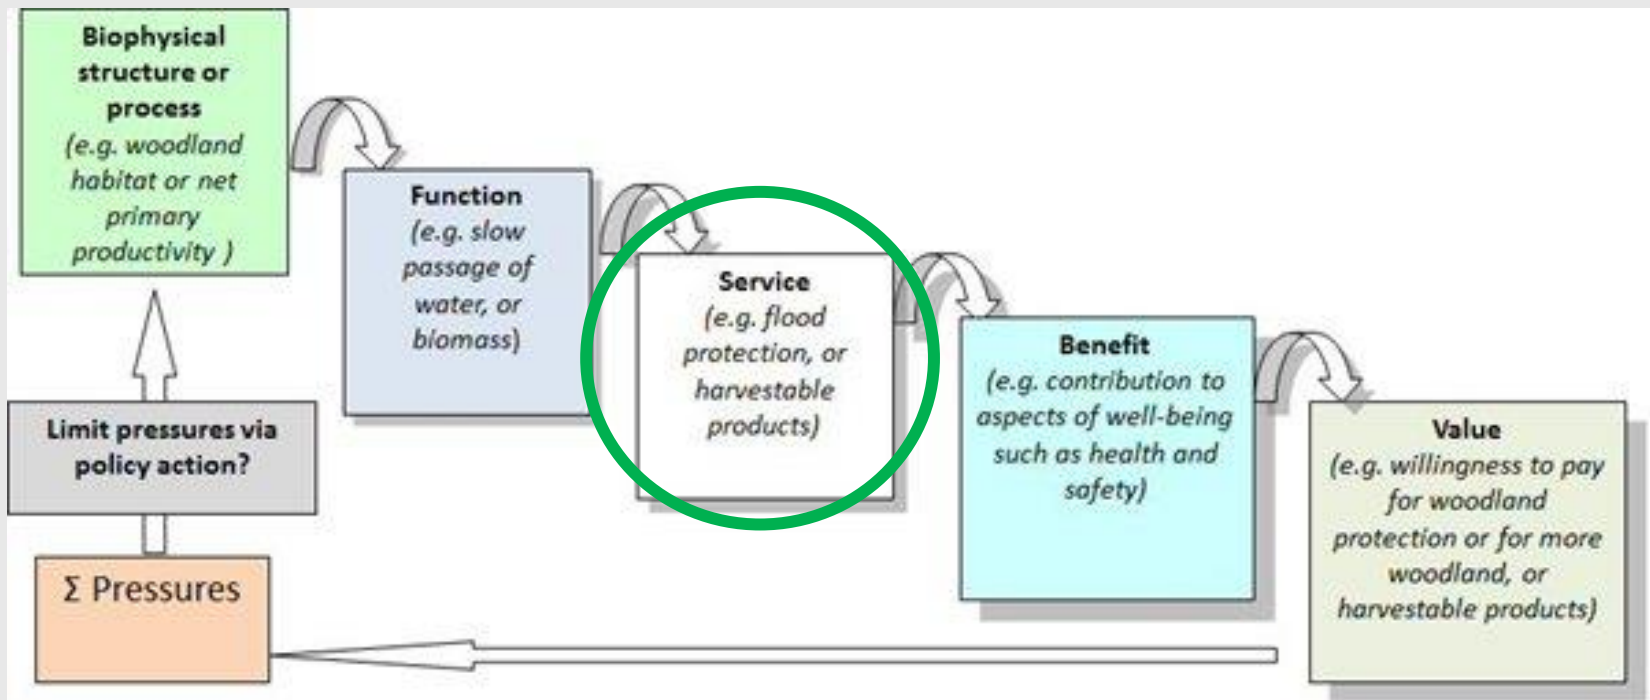 Biophysical
structure or
process
(e.g. woodland
habitat or net
primary
productivity )
Function
(e.g. slow
passage of
water, or
biomass)
Service
(e.g. flood
protection, or
harvestable
products)
Benefit
(e.g. contribution to
aspects of well-being
such as health and
safety)
Value
(e.g. willingness to pay
for woodland
protection or for more
woodland, or
harvestable products)
Limit pressures via
policy action?
Σ Pressures